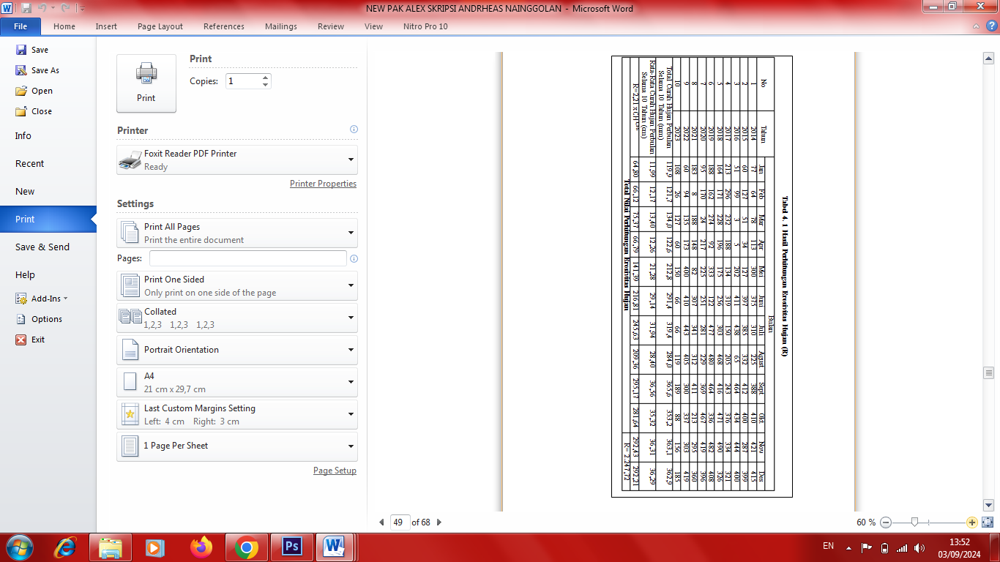 NEW PAK ALEX SKRIPSI ANDRHEAS NAINGGOLAN - Microsoft Word
File Home Insert Page Layout References Mailings Review View Nitro Pro 10
Save
Save As
Open
Close
Info
Recent
New
Print
Save & Send
Help
Add-Ins
Options
Exit
Print
Print
Copies: 1
Printer
Foxit Reader PDF Printer
Ready
Printer Properties
Settings
Print All Pages
Print the entire document
Pages:
Print One Sided
Only print on one side of the page
Collated
1,2,3 1,2,3 1,2,3
Portrait Orientation
A4
21 cm x 29,7 cm
Last Custom Margins Setting
Left: 4 cm Right: 3 cm
1 Page Per Sheet
Page Setup
Tabel 4. 1 Hasil Perhitungan Erosivitas Hujan (R)
No Tahun Bulan
Jan Feb Mar Apr Mei Juni Juli Agust Sept Okt Nov Des
1 2014 77 64 78 113 300 375 310 225 388 410 421 415
2 2015 60 127 51 34 127 397 385 332 412 400 287 399
3 2016 51 99 3 5 202 411 438 65 464 434 444 400
4 2017 213 296 232 188 134 319 150 205 243 376 334 321
5 2018 164 171 228 196 175 256 303 468 416 471 490 326
6 2019 188 162 274 92 333 122 477 480 464 336 482 408
7 2020 95 170 24 217 225 251 281 229 369 467 419 396
8 2021 183 8 188 148 82 307 341 312 411 213 295 360
9 2022 60 94 135 173 400 410 443 405 300 337 303 419
10 2023 108 26 127 60 150 66 66 119 189 88 156 185
Total Curah Hujan Perbulan
Selama 10 Tahun (mm) 119,9 121,7 134,0 122,6 212,8 291,4 319,4 284,0 365,6 353,2 363,1 362,9
Rata-Rata Curah Hujan Perbulan
Selama 10 Tahun (cm) 11,99 12,17 13,40 12,26 21,28 29,14 31,94 28,40 36,56 35,32 36,31 36,29
R=2,21 x CH 64,80 66,12 75,37 66,79 141,39 216,81 245,63 209,36 295,17 281,64 292,43 292,21
Total Nilai Perhitungan Erosivitas Hujan R= 2.247,72
49 of 68
60 %
EN
13:52
03/09/2024